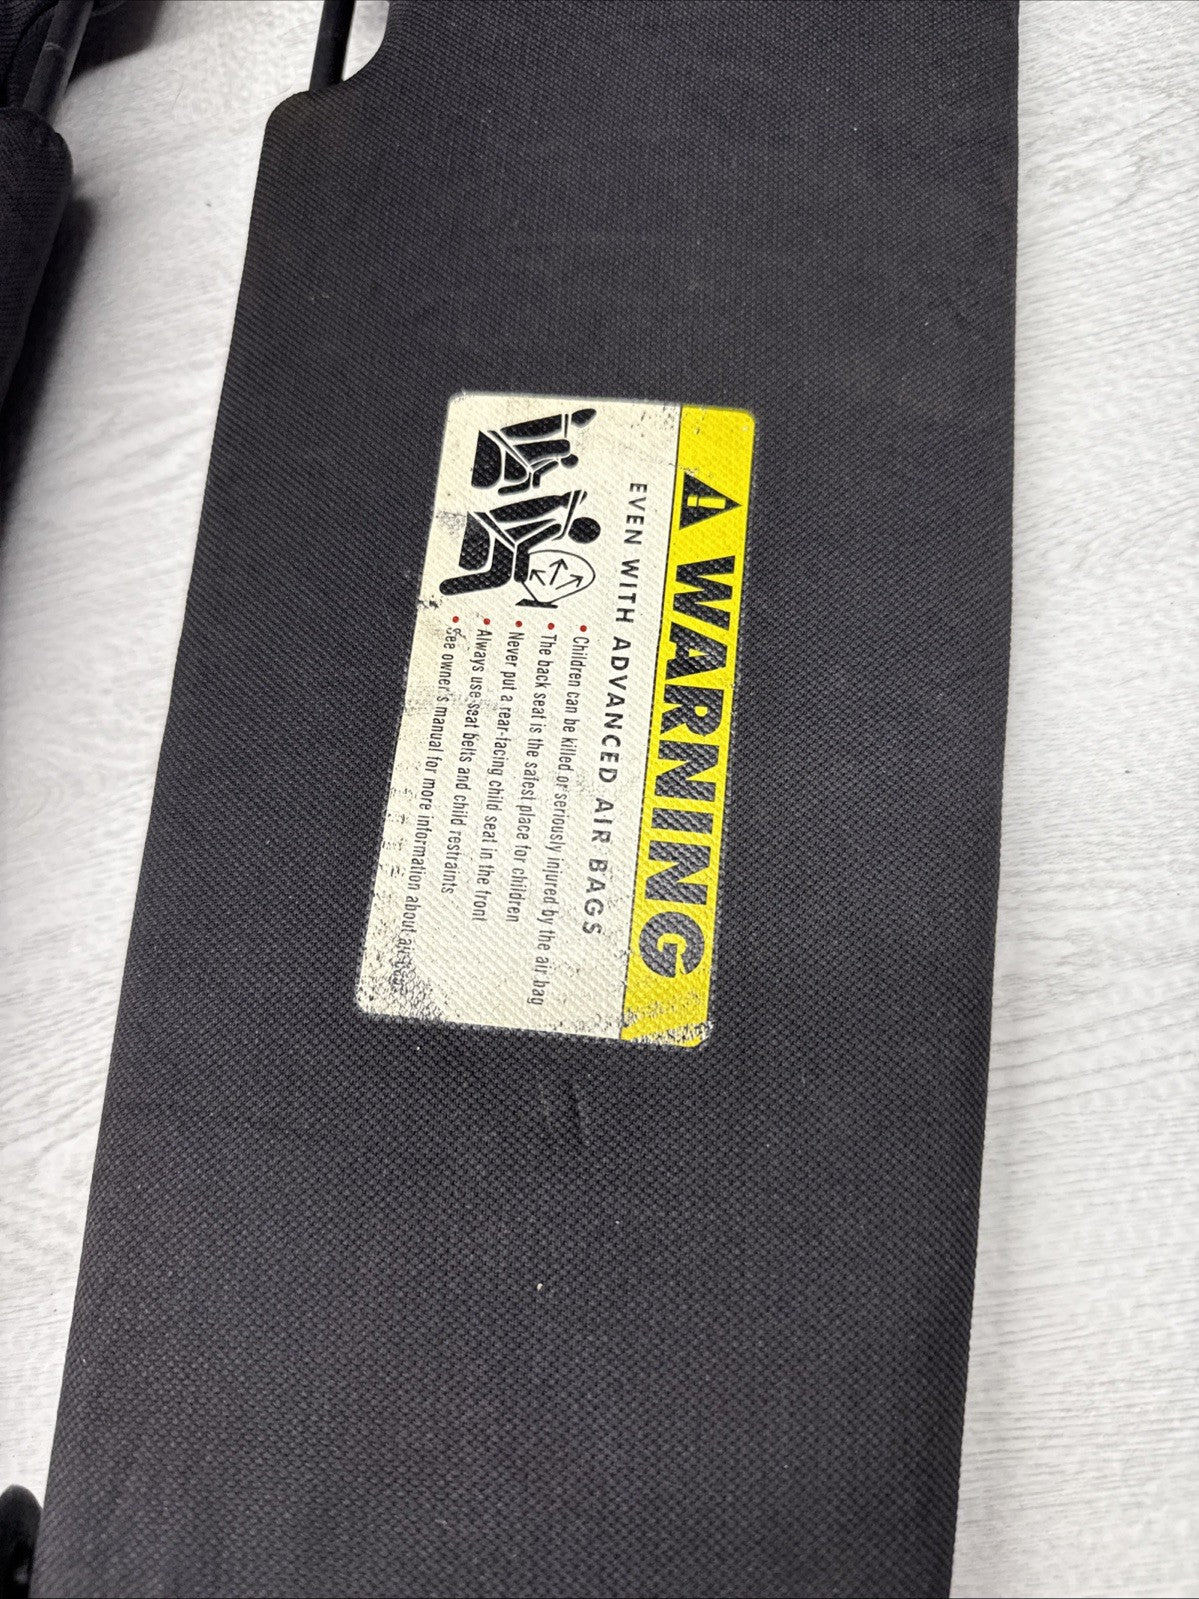 WARNING
EVEN WITH ADVANCED AIR BAGS
• Children can be killed or seriously injured by the air bag
• The back seat is the safest place for children
• Never put a rear-facing child seat in the front
• Always use seat belts and child restraints
• See owner's manual for more information about air bags